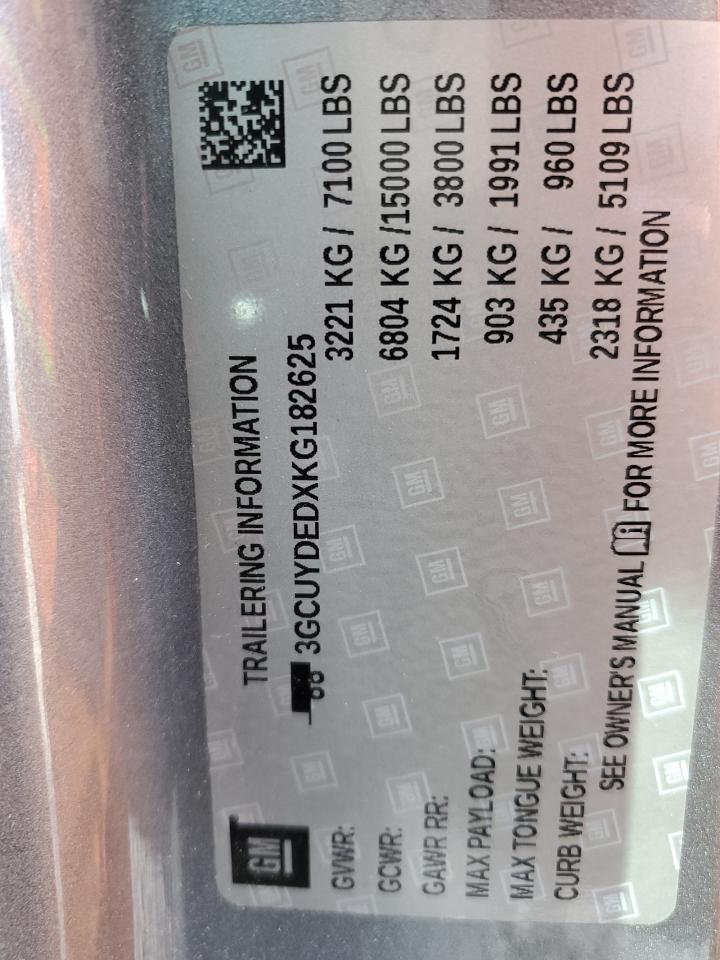 GM
TRAILERING INFORMATION
3GCUYDEDXKG182625
GVWR: 3221 KG / 7100 LBS
GCWR: 6804 KG /15000 LBS
GAWR RR: 1724 KG / 3800 LBS
MAX PAYLOAD: 903 KG / 1991 LBS
MAX TONGUE WEIGHT: 435 KG / 960 LBS
CURB WEIGHT: 2318 KG / 5109 LBS
SEE OWNER'S MANUAL FOR MORE INFORMATION